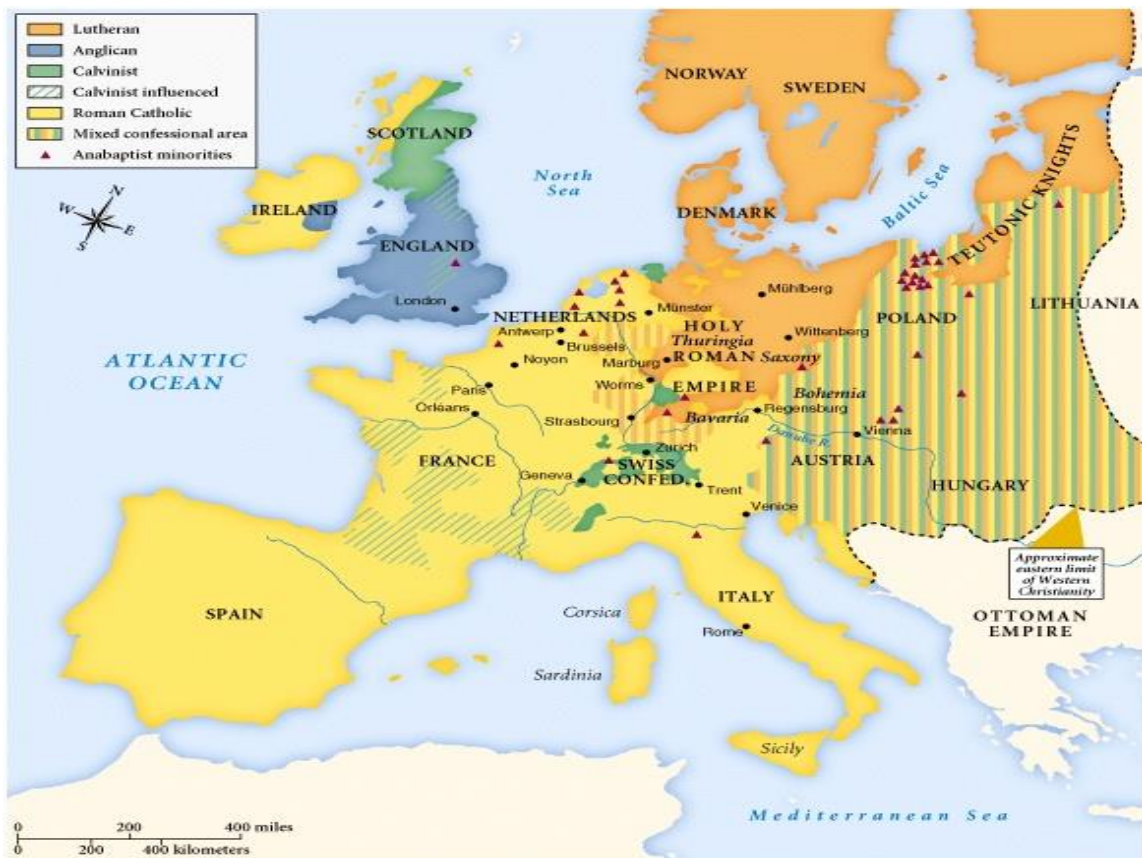 Lutheran
Anglican
Calvinist
Calvinist influenced
Roman Catholic
Mixed confessional area
Anabaptist minorities
N
W
E
S
NORWAY
SWEDEN
SCOTLAND
North
Sea
Baltic Sea
TEUTONIC KNIGHTS
IRELAND
DENMARK
ENGLAND
London
Mühlberg
LITHUANIA
NETHERLANDS
Münster
HOLY
POLAND
Antwerp
Thuringia
Wittenberg
Brussels
ATLANTIC
OCEAN
Noyon
Marburg
ROMAN
Saxony
Paris
Worms
EMPIRE
Bohemia
Orléans
Strasbourg
Bavaria
Regensburg
Danube R.
Vienna
Zurich
FRANCE
SWISS
CONFED.
AUSTRIA
Geneva
Trent
HUNGARY
Venice
Approximate
eastern limit
of Western
Christianity
SPAIN
Corsica
ITALY
Rome
OTTOMAN
EMPIRE
Sardinia
Sicily
Mediterranean Sea
0 200 400 miles
0 200 400 kilometers